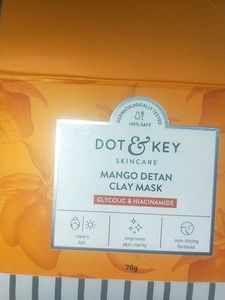 DERMATOLOGICALLY TESTED
100% SAFE
DOT & KEY
SKINCARE
MANGO DETAN
CLAY MASK
GLYCOLIC & NIACINAMIDE
clears
tan
improves
skin clarity
non-drying
formula
70g